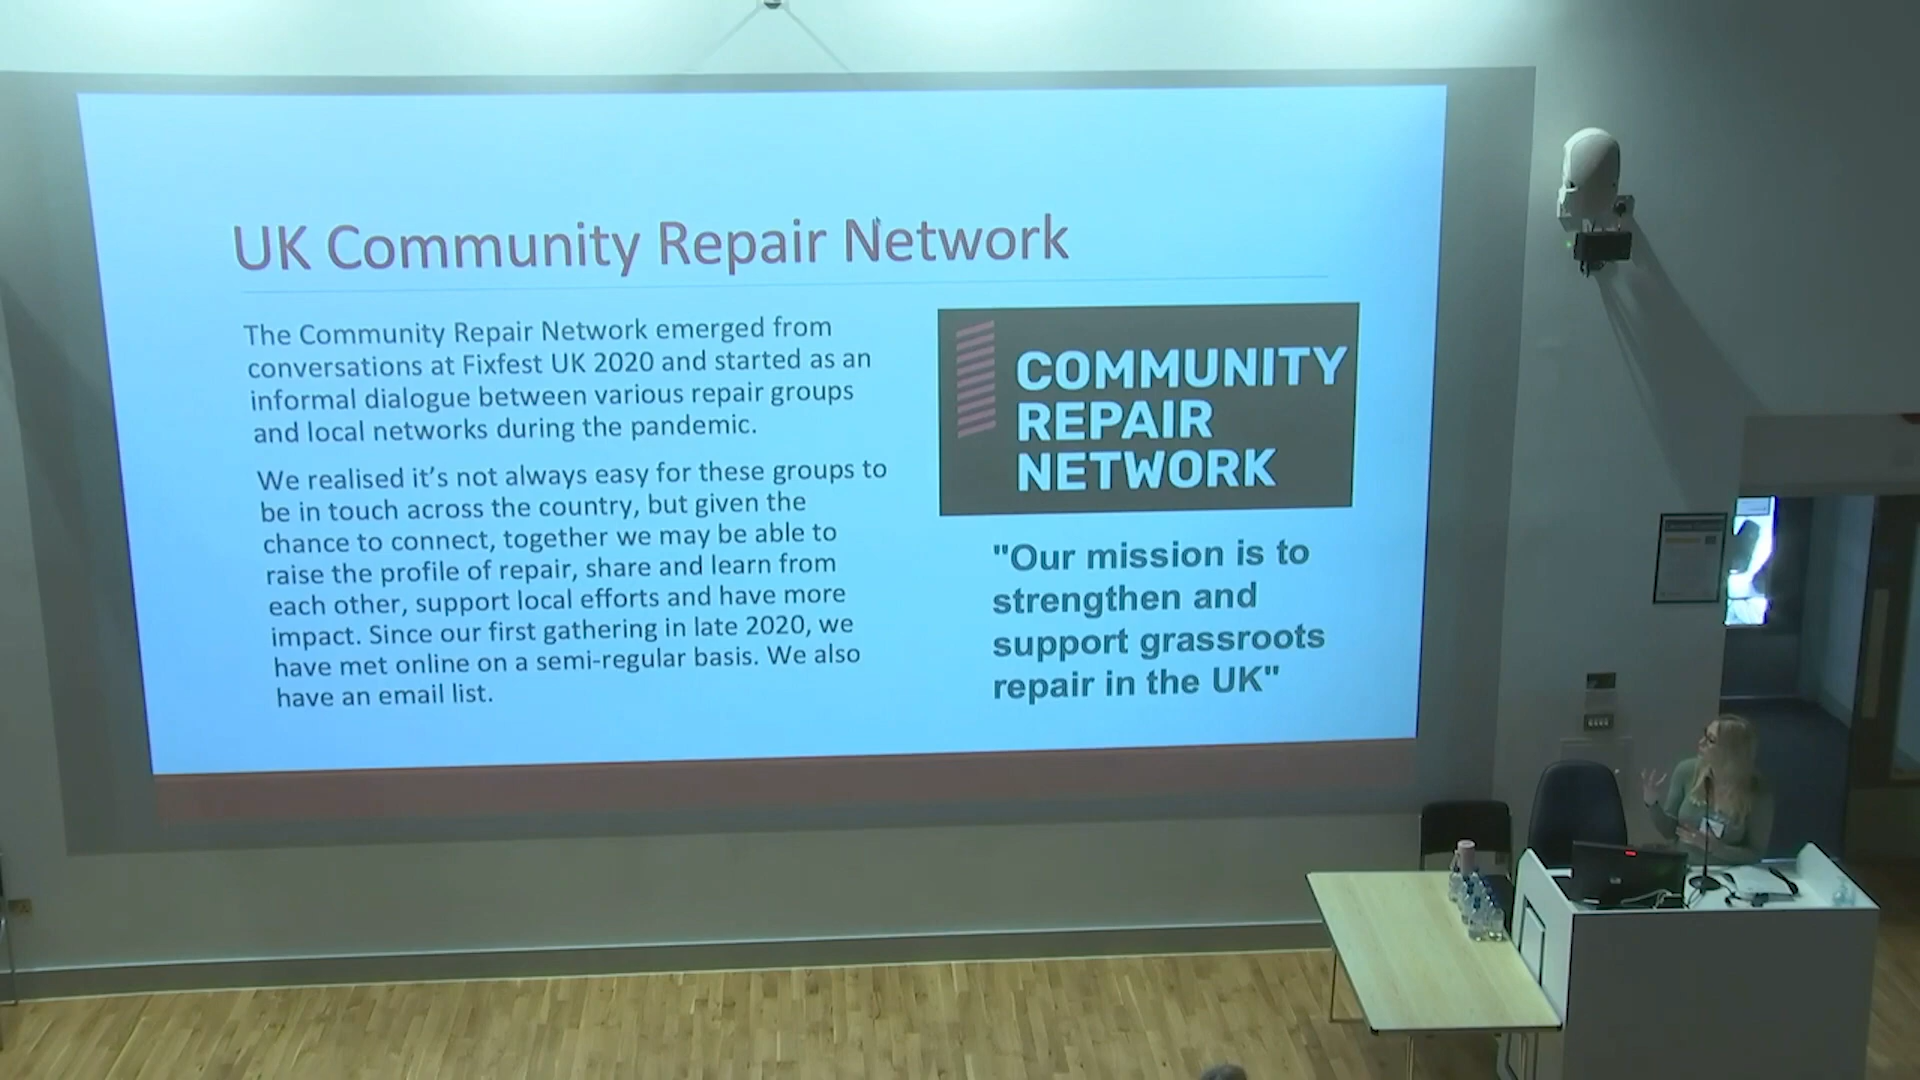 UK Community Repair Network
The Community Repair Network emerged from
conversations at Fixfest UK 2020 and started as an
informal dialogue between various repair groups
and local networks during the pandemic.
We realised it's not always easy for these groups to
be in touch across the country, but given the
chance to connect, together we may be able to
raise the profile of repair, share and learn from
each other, support local efforts and have more
impact. Since our first gathering in late 2020, we
have met online on a semi-regular basis. We also
have an email list.
COMMUNITY
REPAIR
NETWORK
"Our mission is to
strengthen and
support grassroots
repair in the UK"